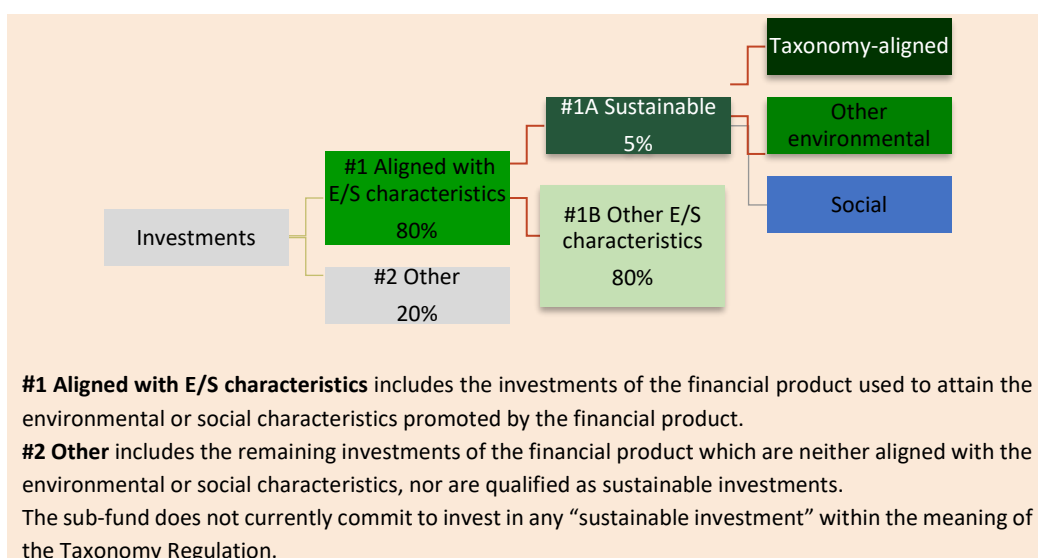 Taxonomy-aligned
#1A Sustainable
5%
Other
environmental
#1 Aligned with
E/S characteristics
80%
Social
#1B Other E/S
characteristics
80%
Investments
#2 Other
20%
#1 Aligned with E/S characteristics includes the investments of the financial product used to attain the
environmental or social characteristics promoted by the financial product.
#2 Other includes the remaining investments of the financial product which are neither aligned with the
environmental or social characteristics, nor are qualified as sustainable investments.
The sub-fund does not currently commit to invest in any “sustainable investment” within the meaning of
the Taxonomy Regulation.